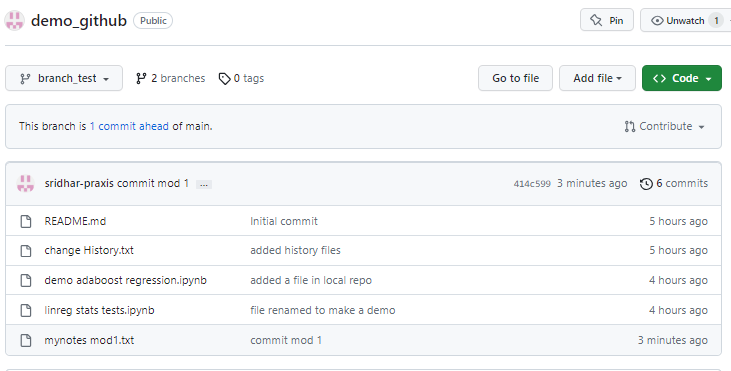 demo_github Public Pin Unwatch 1
branch_test 2 branches 0 tags Go to file Add file Code
This branch is 1 commit ahead of main. Contribute
sridhar-praxis commit mod 1 ... 414c599 3 minutes ago 6 commits
README.md Initial commit 5 hours ago
change History.txt added history files 5 hours ago
demo adaboost regression.ipynb added a file in local repo 4 hours ago
linreg stats tests.ipynb file renamed to make a demo 4 hours ago
mynotes mod1.txt commit mod 1 3 minutes ago